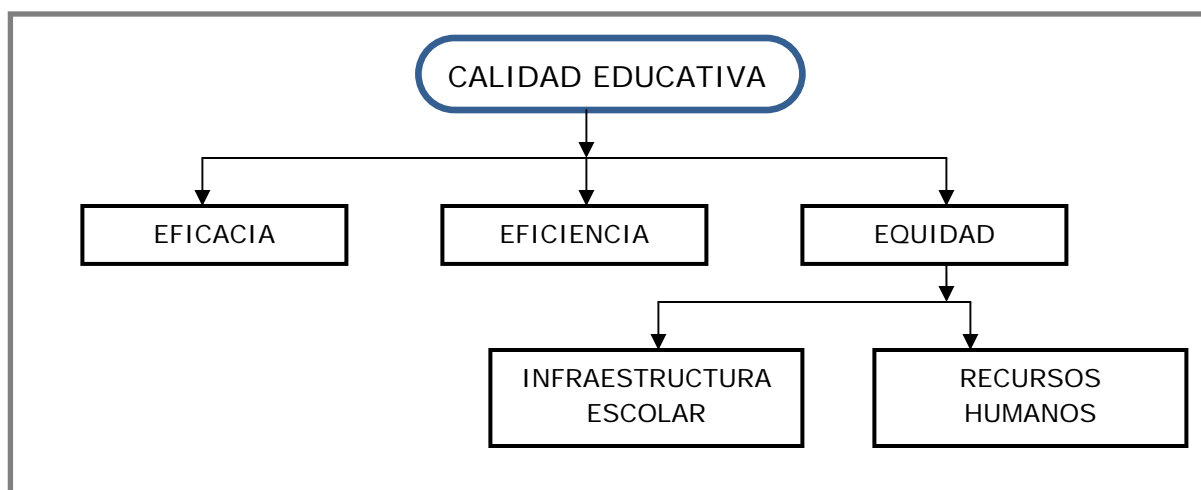 CALIDAD EDUCATIVA
EFICACIA
EFICIENCIA
EQUIDAD
INFRAESTRUCTURA
ESCOLAR
RECURSOS
HUMANOS